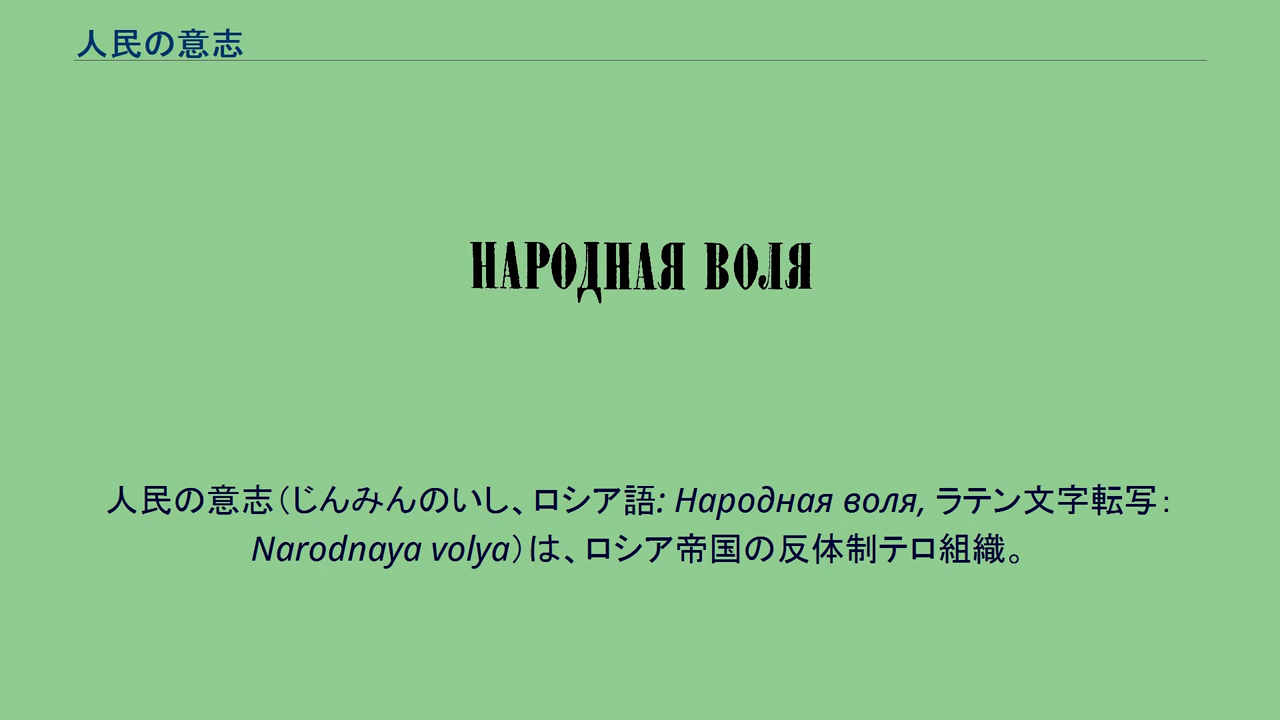 人民の意志
НАРОДНАЯ ВОЛЯ
人民の意志（じんみんのいし、ロシア語: Народная воля, ラテン文字転写：
Narodnaya volya）は、ロシア帝国の反体制テロ組織。